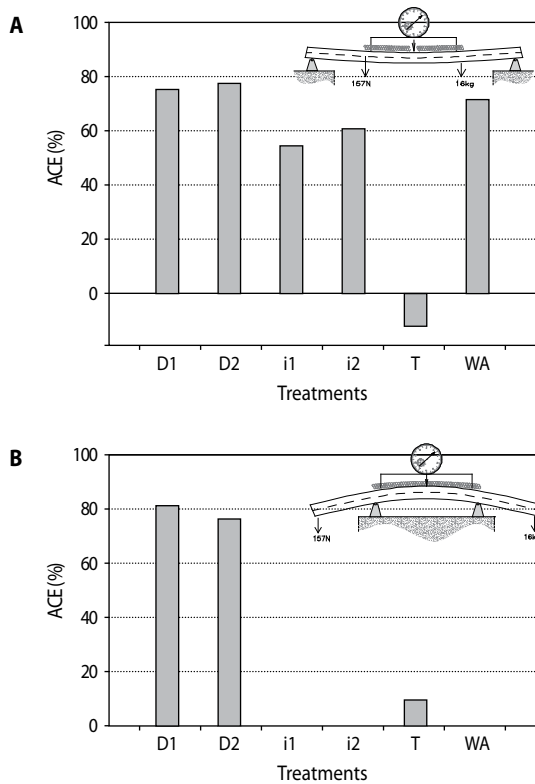 A
100
80
60
40
20
0
ACE (%)
157N
16kg
D1 D2 i1 i2 T WA
Treatments
B
100
80
60
40
20
0
ACE (%)
157N
D1 D2 i1 i2 T WA
Treatments